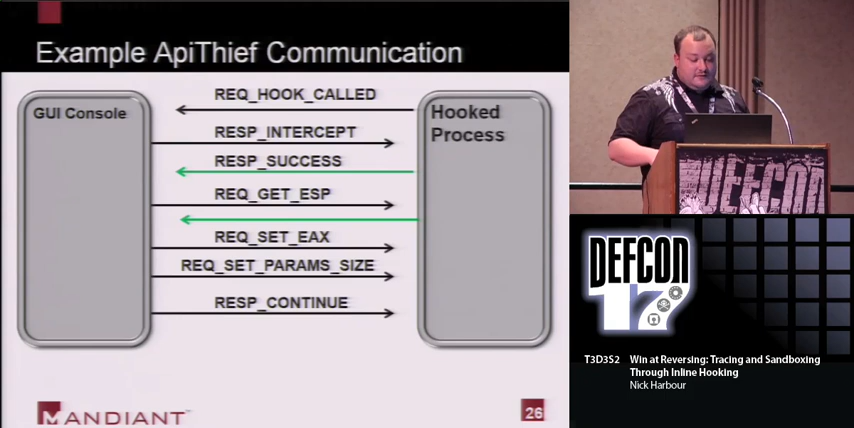 Example ApiThief Communication
GUI Console
REQ_HOOK_CALLED
RESP_INTERCEPT
RESP_SUCCESS
REQ_GET_ESP
REQ_SET_EAX
REQ_SET_PARAMS_SIZE
RESP_CONTINUE
Hooked
Process
MANDIANT
26
DEFCON
DEFCON
17
T3D3S2 Win at Reversing: Tracing and Sandboxing
Through Inline Hooking
Nick Harbour